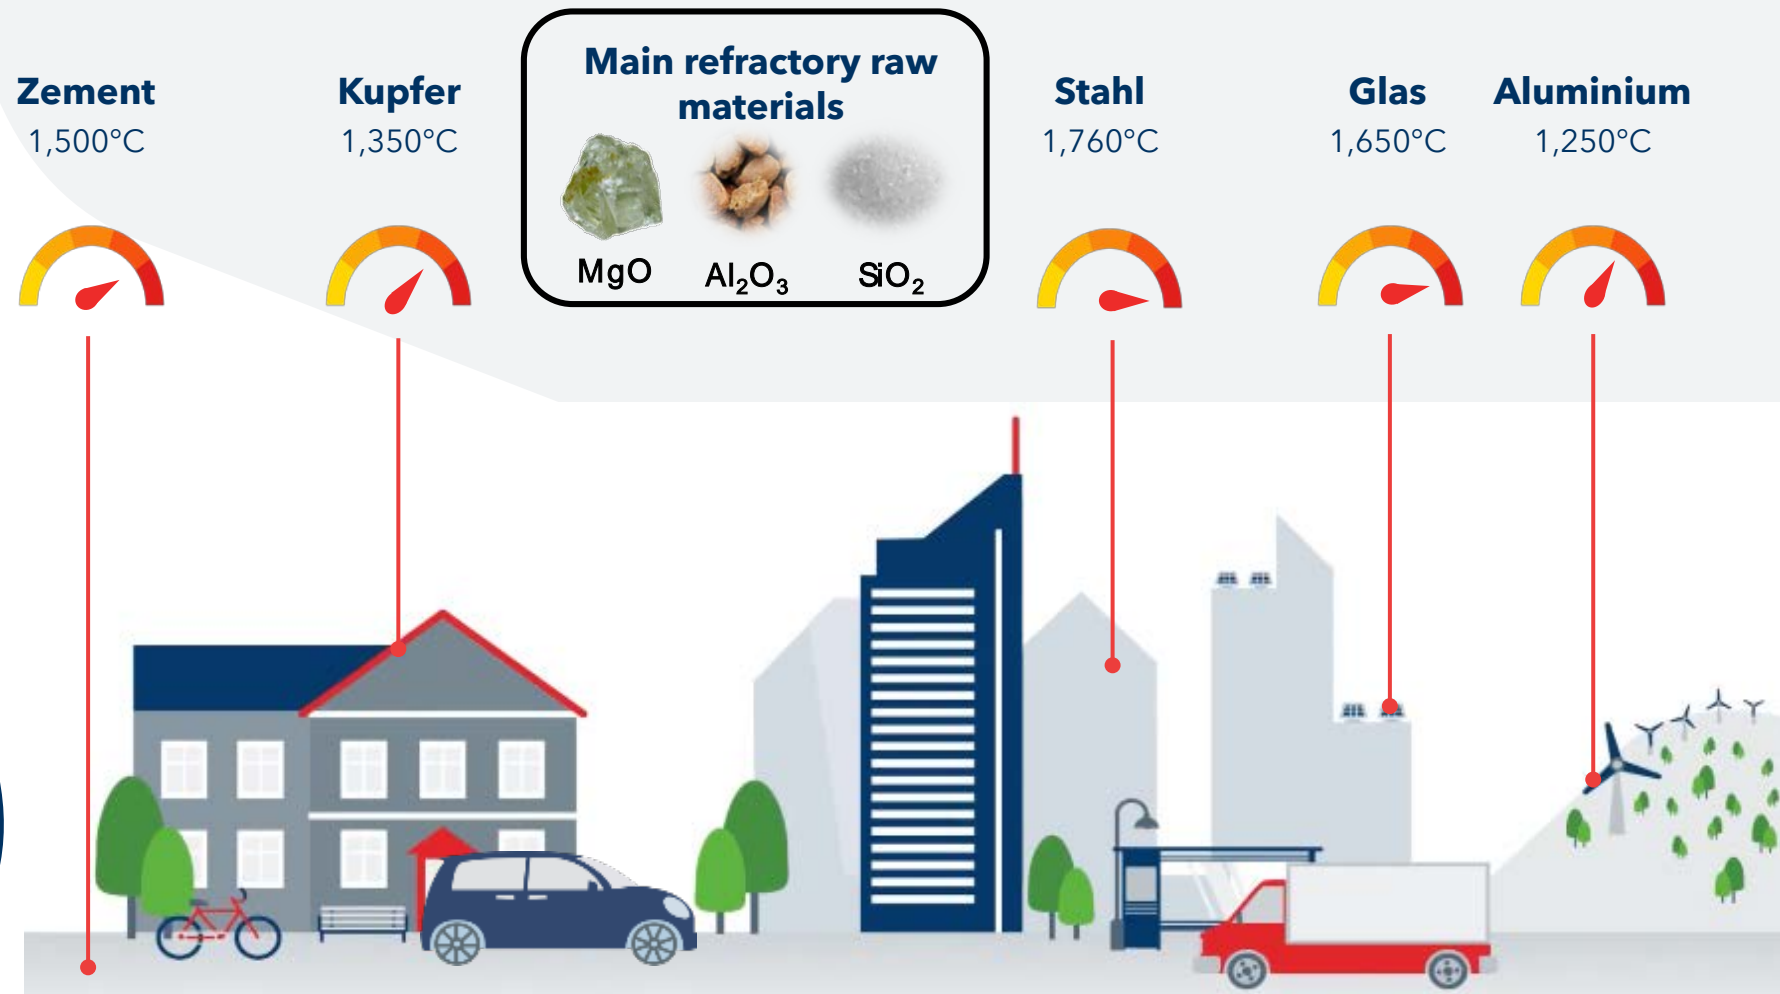 Zement
1,500°C
Kupfer
1,350°C
Main refractory raw
materials
MgO
Al₂O₃
SiO₂
Stahl
1,760°C
Glas
1,650°C
Aluminium
1,250°C